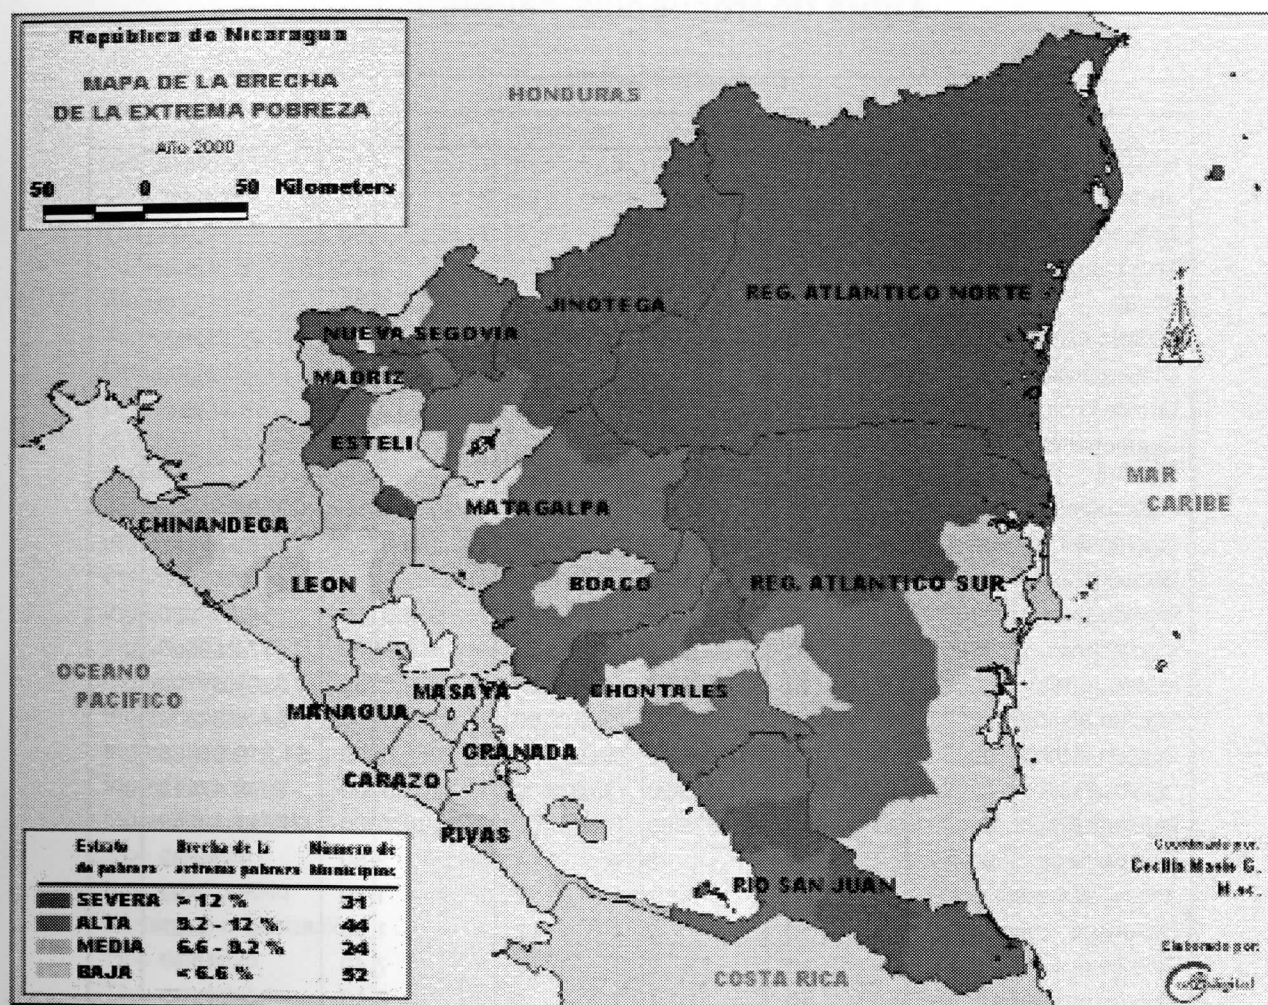 República de Nicaragua
MAPA DE LA BRECHA
DE LA EXTREMA POBREZA
Año 2000
50 0 50 Kilometers
HONDURAS
JINOTEGA
REG. ATLANTICO NORTE
NUEVA SEGOVIA
MADRIZ
ESTELI
MATAGALPA
MAR
CARIBE
CHINANDEGA
LEON
BOACO
REG. ATLANTICO SUR
OCEANO
PACIFICO
MASAYA
CHONTALES
MANAGUA
GRANADA
CARAZO
RIVAS
RIO SAN JUAN
COSTA RICA
Estrato Brecha de la Número de
de pobreza extrema pobreza Municipios
SEVERA > 12 % 31
ALTA 9.2 - 12 % 44
MEDIA 6.6 - 9.2 % 24
BAJA < 6.6 % 52
Coordinado por:
Cecilia G.
M.sc.
Elaborado por:
digital